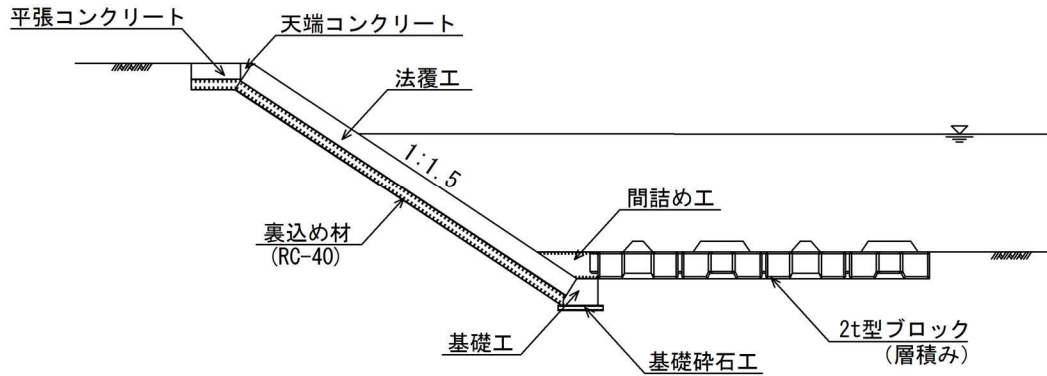 平張コンクリート
天端コンクリート
法覆工
1:1.5
間詰め工
裏込め材
(RC-40)
基礎工
基礎砕石工
2t型ブロック
(層積み)